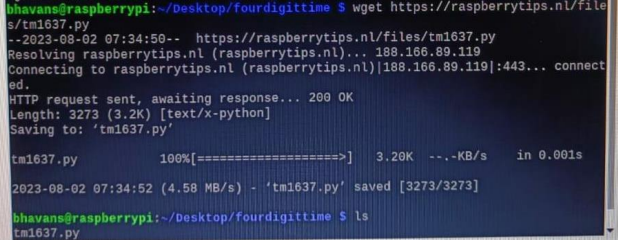 bhavans@raspberrypi:~/Desktop/fourdigittime $ wget https://raspberrytips.nl/file
s/tm1637.py
--2023-08-02 07:34:50--  https://raspberrytips.nl/files/tm1637.py
Resolving raspberrytips.nl (raspberrytips.nl)... 188.166.89.119
Connecting to raspberrytips.nl (raspberrytips.nl)|188.166.89.119|:443... connect
ed.
HTTP request sent, awaiting response... 200 OK
Length: 3273 (3.2K) [text/x-python]
Saving to: ‘tm1637.py’
tm1637.py           100%[===================>]   3.20K  --.-KB/s    in 0.001s
2023-08-02 07:34:52 (4.58 MB/s) - ‘tm1637.py’ saved [3273/3273]
bhavans@raspberrypi:~/Desktop/fourdigittime $ ls
tm1637.py